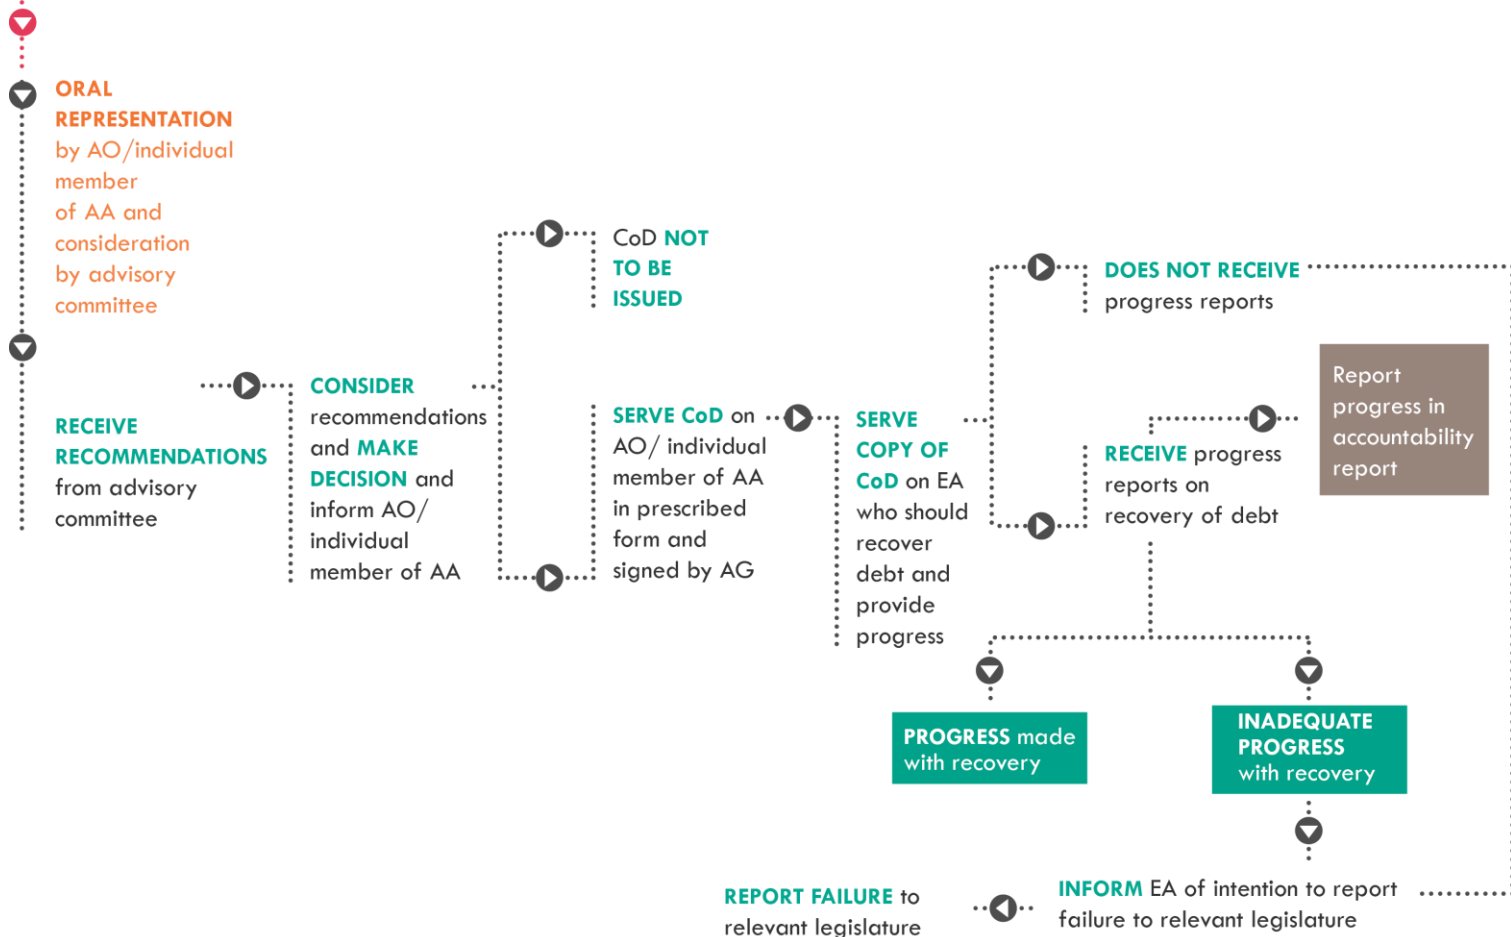 ORAL
REPRESENTATION
by AO/individual
member
of AA and
consideration
by advisory
committee
RECEIVE
RECOMMENDATIONS
from advisory
committee
CONSIDER
recommendations
and MAKE
DECISION and
inform AO/
individual
member of AA
CoD NOT
TO BE
ISSUED
SERVE CoD on
AO/ individual
member of AA
in prescribed
form and
signed by AG
SERVE
COPY OF
CoD on EA
who should
recover
debt and
provide
progress
DOES NOT RECEIVE
progress reports
RECEIVE progress
reports on
recovery of debt
Report
progress in
accountability
report
PROGRESS made
with recovery
INADEQUATE
PROGRESS
with recovery
INFORM EA of intention to report
failure to relevant legislature
REPORT FAILURE to
relevant legislature